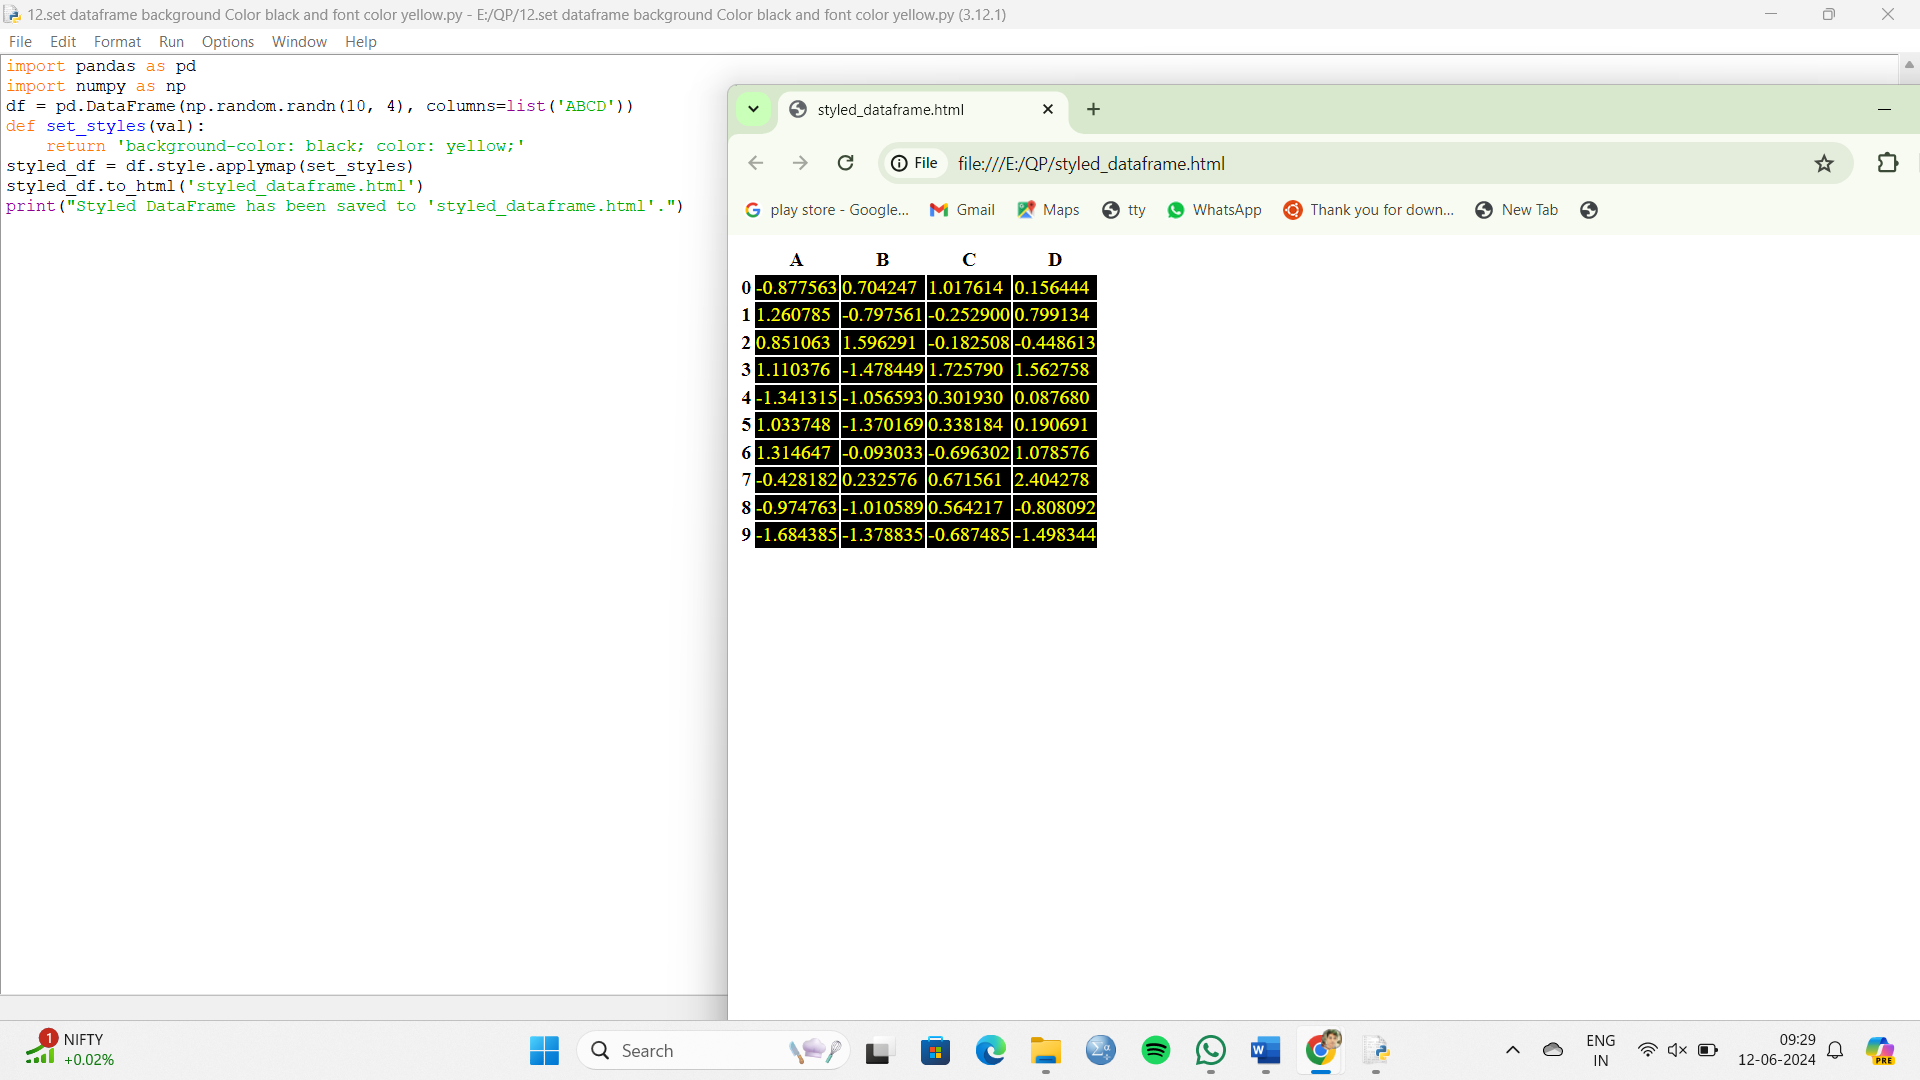 12.set dataframe background Color black and font color yellow.py - E:/QP/12.set dataframe background Color black and font color yellow.py (3.12.1)
File Edit Format Run Options Window Help
import pandas as pd
import numpy as np
df = pd.DataFrame(np.random.randn(10, 4), columns=list('ABCD'))
def set_styles(val):
    return 'background-color: black; color: yellow;'
styled_df = df.style.applymap(set_styles)
styled_df.to_html('styled_dataframe.html')
print("Styled DataFrame has been saved to 'styled_dataframe.html'.")
styled_dataframe.html
File file:///E:/QP/styled_dataframe.html
play store - Google... Gmail Maps tty WhatsApp Thank you for down... New Tab
A B C D
0 -0.877563 0.704247 1.017614 0.156444
1 1.260785 -0.797561 -0.252900 0.799134
2 0.851063 1.596291 -0.182508 -0.448613
3 1.110376 -1.478449 1.725790 1.562758
4 -1.341315 -1.056593 0.301930 0.087680
5 1.033748 -1.370169 0.338184 0.190691
6 1.314647 -0.093033 -0.696302 1.078576
7 -0.428182 0.232576 0.671561 2.404278
8 -0.974763 -1.010589 0.564217 -0.808092
9 -1.684385 -1.378835 -0.687485 -1.498344
1 NIFTY
+0.02%
Search
W
ENG
IN
09:29
12-06-2024
PRE